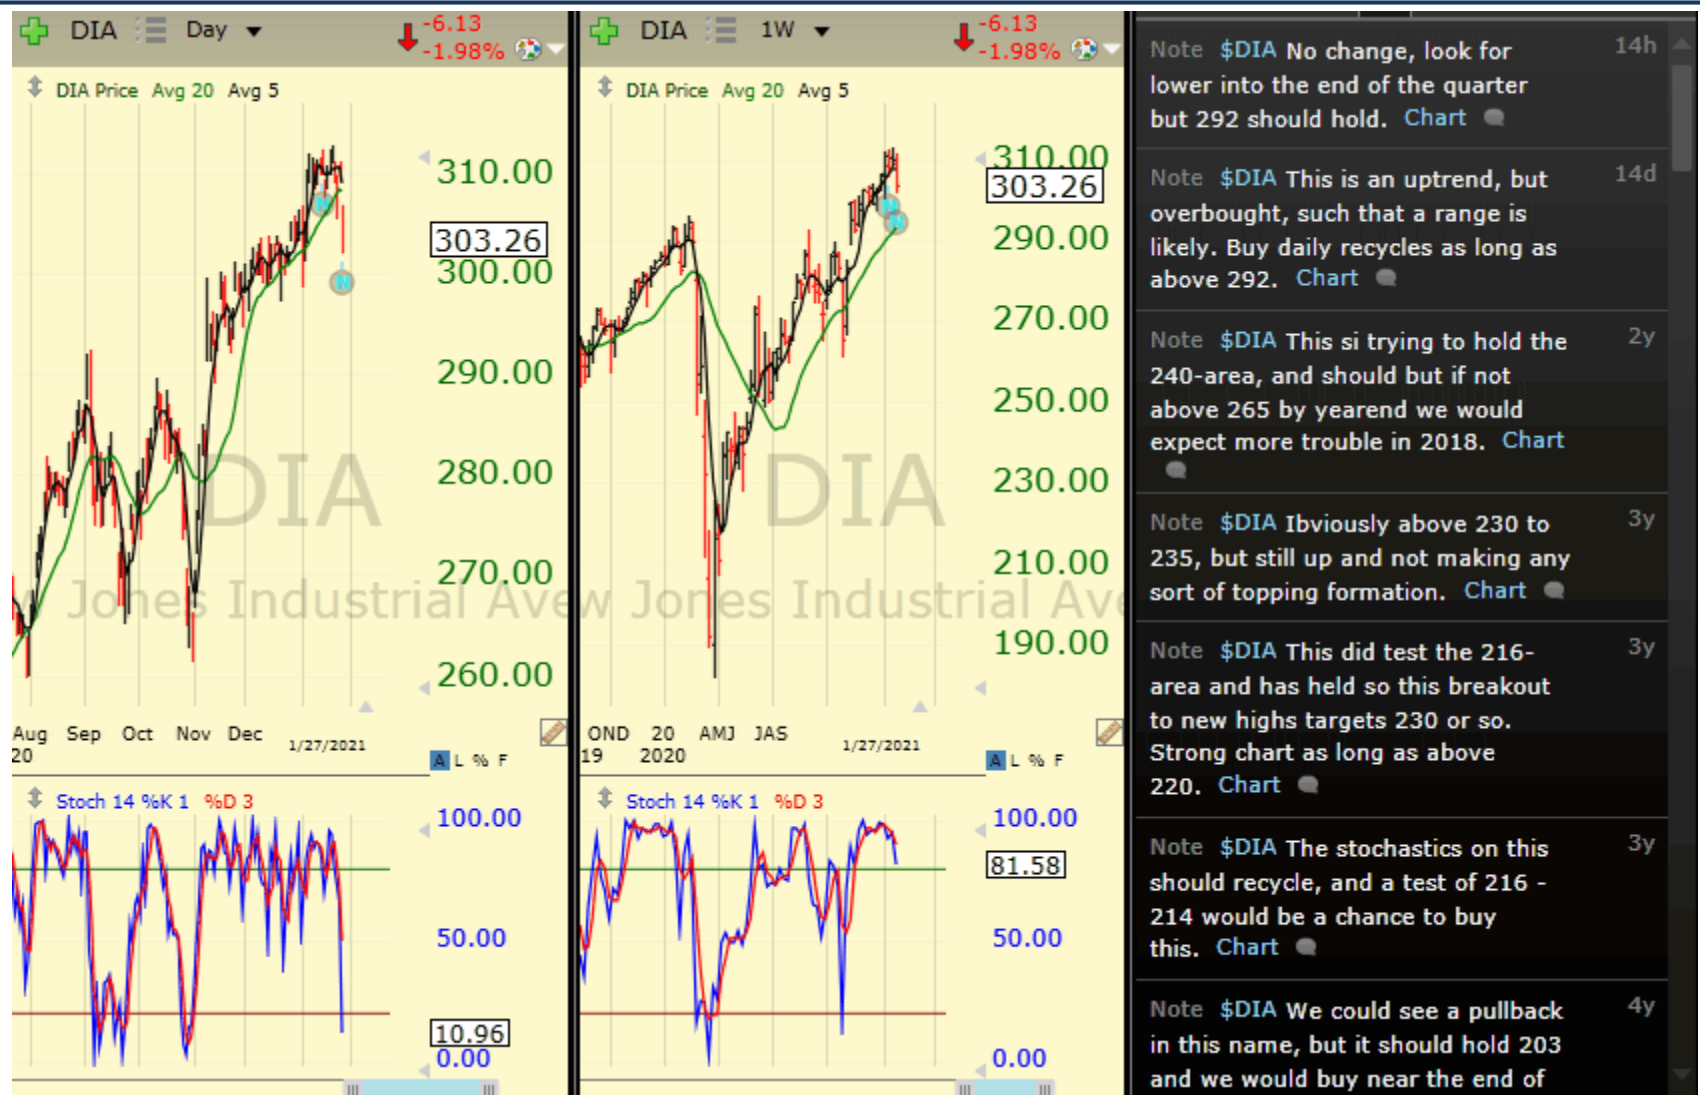 DIA Day -6.13
-1.98%
DIA Price Avg 20 Avg 5
310.00
303.26
300.00
290.00
280.00
270.00
260.00
DIA
w Jones Industrial Ave
Aug Sep Oct Nov Dec 1/27/2021
20
A L % F
Stoch 14 %K 1 %D 3
100.00
50.00
10.96
0.00
DIA 1W -6.13
-1.98%
DIA Price Avg 20 Avg 5
310.00
303.26
290.00
270.00
250.00
230.00
210.00
190.00
DIA
w Jones Industrial Ave
OND 20 AMJ JAS 1/27/2021
19 2020
A L % F
Stoch 14 %K 1 %D 3
100.00
81.58
50.00
0.00
N
N
N
N
Note $DIA No change, look for 14h
lower into the end of the quarter
but 292 should hold. Chart
Note $DIA This is an uptrend, but 14d
overbought, such that a range is
likely. Buy daily recycles as long as
above 292. Chart
Note $DIA This si trying to hold the 2y
240-area, and should but if not
above 265 by yearend we would
expect more trouble in 2018. Chart
Note $DIA Ibviously above 230 to 3y
235, but still up and not making any
sort of topping formation. Chart
Note $DIA This did test the 216- 3y
area and has held so this breakout
to new highs targets 230 or so.
Strong chart as long as above
220. Chart
Note $DIA The stochastics on this 3y
should recycle, and a test of 216 -
214 would be a chance to buy
this. Chart
Note $DIA We could see a pullback 4y
in this name, but it should hold 203
and we would buy near the end of